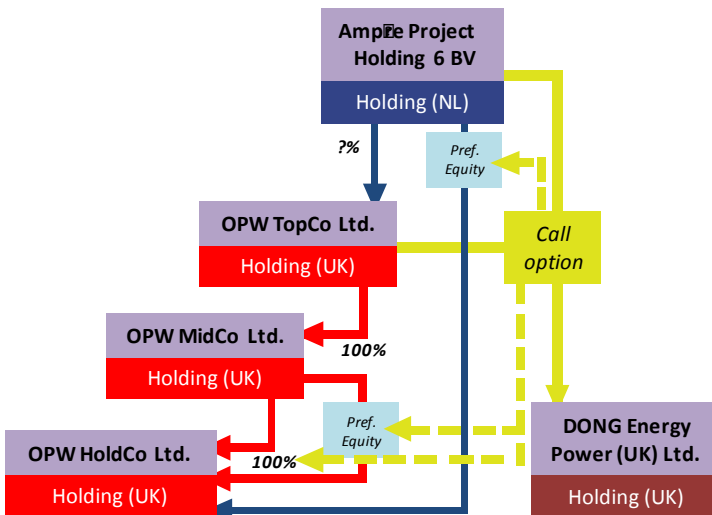 Project
Holding 6 BV
Holding (NL)
?%
Pref.
Equity
OPW TopCo Ltd.
Holding (UK)
Call
option
OPW MidCo Ltd.
Holding (UK)
100%
Pref.
Equity
OPW HoldCo Ltd.
Holding (UK)
100%
DONG Energy
Power (UK) Ltd.
Holding (UK)